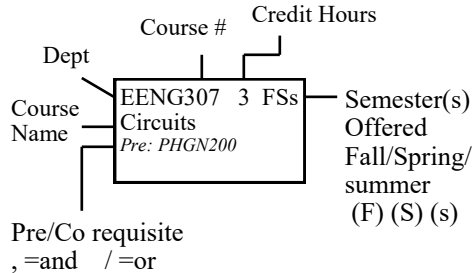 Credit Hours
Course #
Dept
EENG307 3 FSs
Circuits
Pre: PHGN200
Course
Name
Semester(s)
Offered
Fall/Spring/
summer
(F) (S) (s)
Pre/Co requisite
, =and / =or